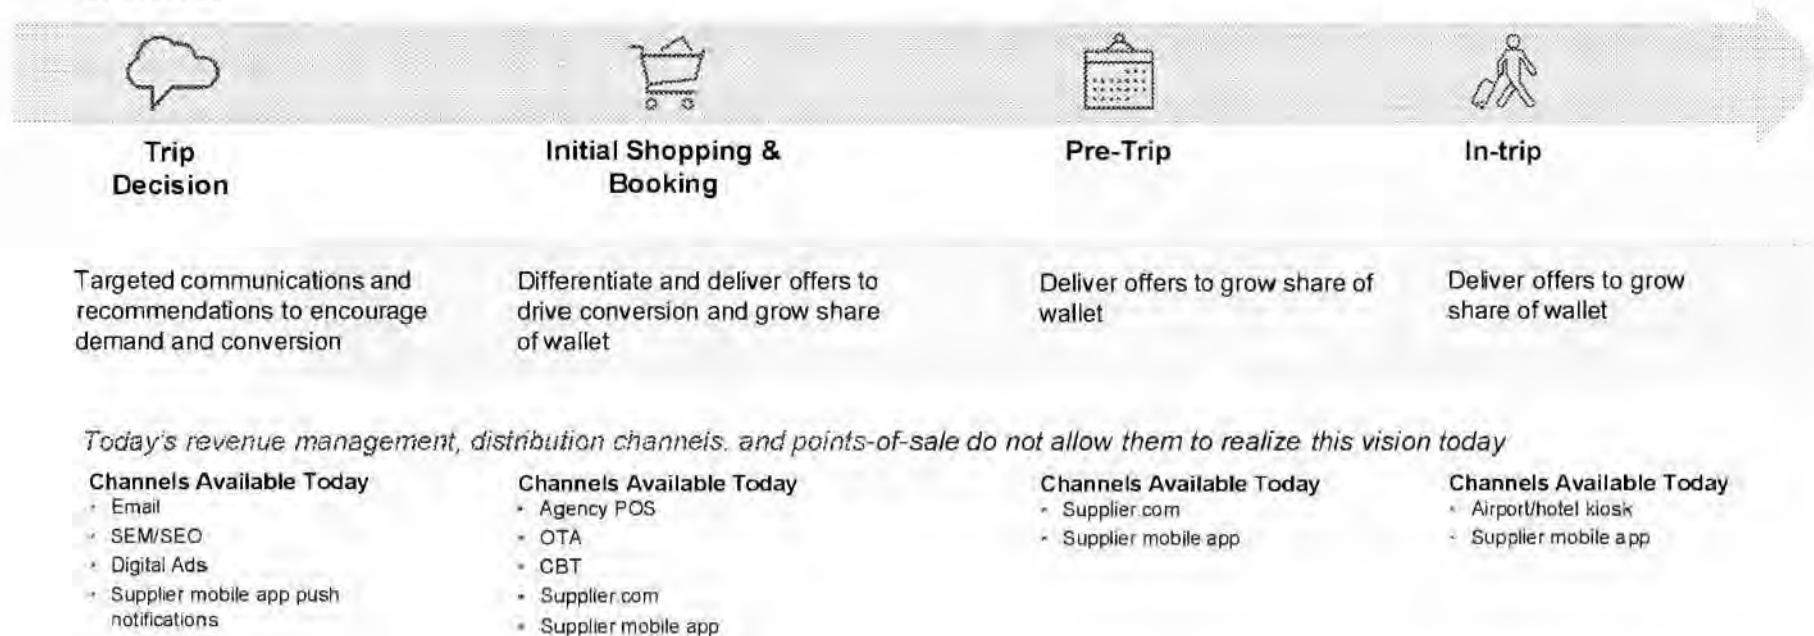 Trip
Decision
Initial Shopping &
Booking
Pre-Trip
In-trip
Targeted communications and
recommendations to encourage
demand and conversion
Differentiate and deliver offers to
drive conversion and grow share
of wallet
Deliver offers to grow share of
wallet
Deliver offers to grow
share of wallet
Today's revenue management, distribution channels, and points-of-sale do not allow them to realize this vision today
Channels Available Today
- Email
- SEM/SEO
- Digital Ads
- Supplier mobile app push
notifications
Channels Available Today
- Agency POS
- OTA
- CBT
- Supplier.com
- Supplier mobile app
Channels Available Today
- Supplier.com
- Supplier mobile app
Channels Available Today
- Airport/hotel kiosk
- Supplier mobile app